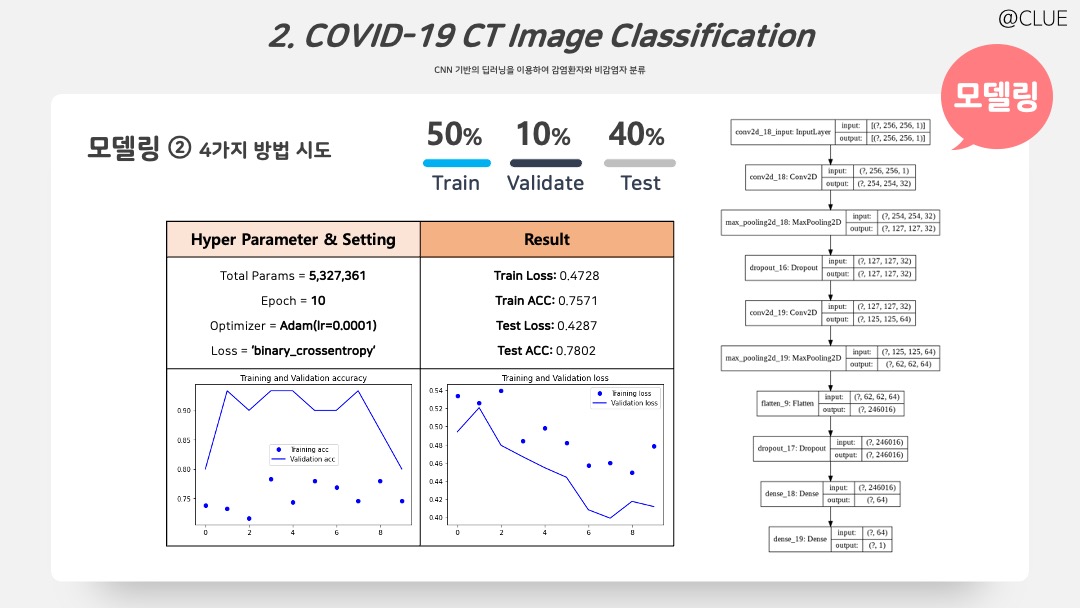 @CLUE
2. COVID-19 CT Image Classification
CNN 기반의 딥러닝을 이용하여 감염환자와 비감염자 분류
모델링
모델링 ② 4가지 방법 시도
50% 10% 40%
Train Validate Test
Hyper Parameter & Setting Result
Total Params = 5,327,361 Train Loss: 0.4728
Epoch = 10 Train ACC: 0.7571
Optimizer = Adam(lr=0.0001) Test Loss: 0.4287
Loss = 'binary_crossentropy' Test ACC: 0.7802
Training and Validation accuracy
0.90
0.85
0.80
0.75
Training acc
Validation acc
0 2 4 6 8
Training and Validation loss
0.54
0.52
0.50
0.48
0.46
0.44
0.42
0.40
Training loss
Validation loss
0 2 4 6 8
conv2d_18_input: InputLayer input: [(?, 256, 256, 1)]
output: [(?, 256, 256, 1)]
conv2d_18: Conv2D input: (?, 256, 256, 1)
output: (?, 254, 254, 32)
max_pooling2d_18: MaxPooling2D input: (?, 254, 254, 32)
output: (?, 127, 127, 32)
dropout_16: Dropout input: (?, 127, 127, 32)
output: (?, 127, 127, 32)
conv2d_19: Conv2D input: (?, 127, 127, 32)
output: (?, 125, 125, 64)
max_pooling2d_19: MaxPooling2D input: (?, 125, 125, 64)
output: (?, 62, 62, 64)
flatten_9: Flatten input: (?, 62, 62, 64)
output: (?, 246016)
dropout_17: Dropout input: (?, 246016)
output: (?, 246016)
dense_18: Dense input: (?, 246016)
output: (?, 64)
dense_19: Dense input: (?, 64)
output: (?, 1)